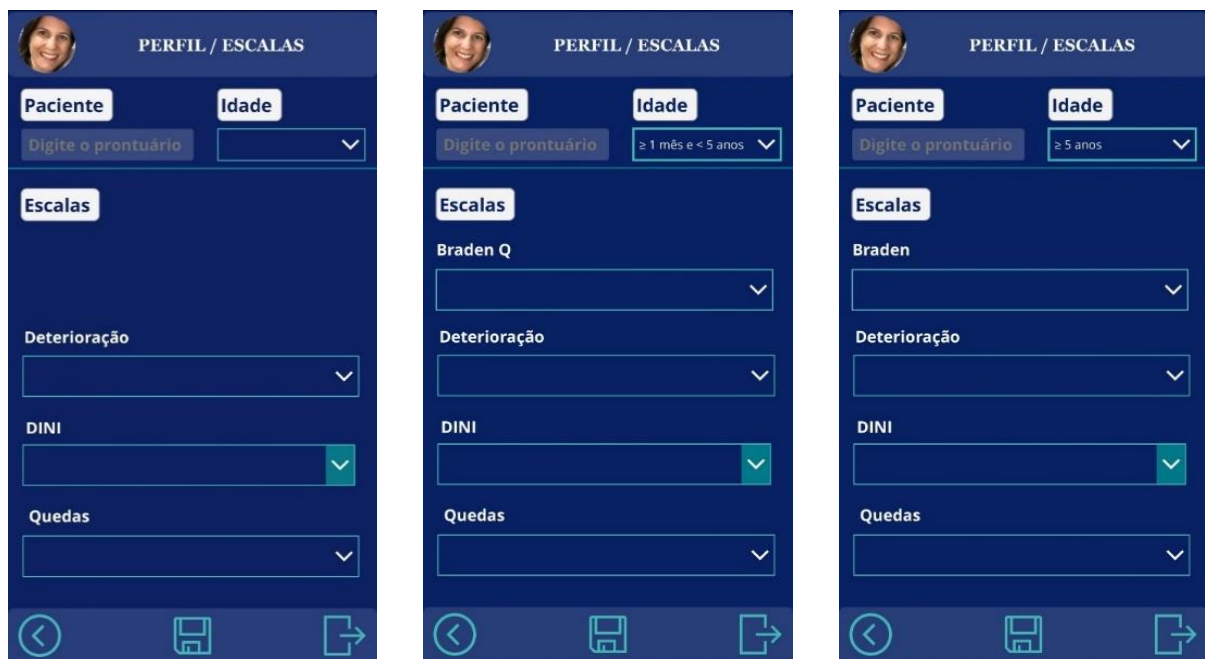 PERFIL / ESCALAS
Paciente Idade
Digite o prontuário
Escalas
Deterioração
DINI
Quedas
PERFIL / ESCALAS
Paciente Idade
Digite o prontuário ≥ 1 mês e < 5 anos
Escalas
Braden Q
Deterioração
DINI
Quedas
PERFIL / ESCALAS
Paciente Idade
Digite o prontuário ≥ 5 anos
Escalas
Braden
Deterioração
DINI
Quedas